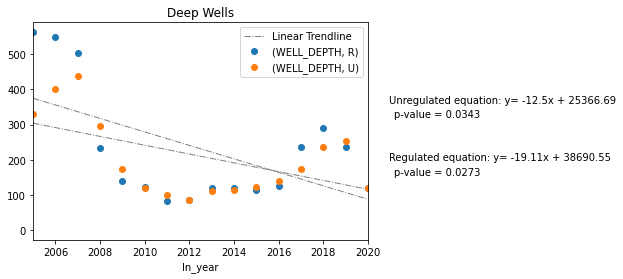 Deep Wells
500
400
300
200
100
0
Linear Trendline
(WELL_DEPTH, R)
(WELL_DEPTH, U)
Unregulated equation: y= -12.5x + 25366.69
p-value = 0.0343
Regulated equation: y= -19.11x + 38690.55
p-value = 0.0273
2006 2008 2010 2012 2014 2016 2018 2020
In_year